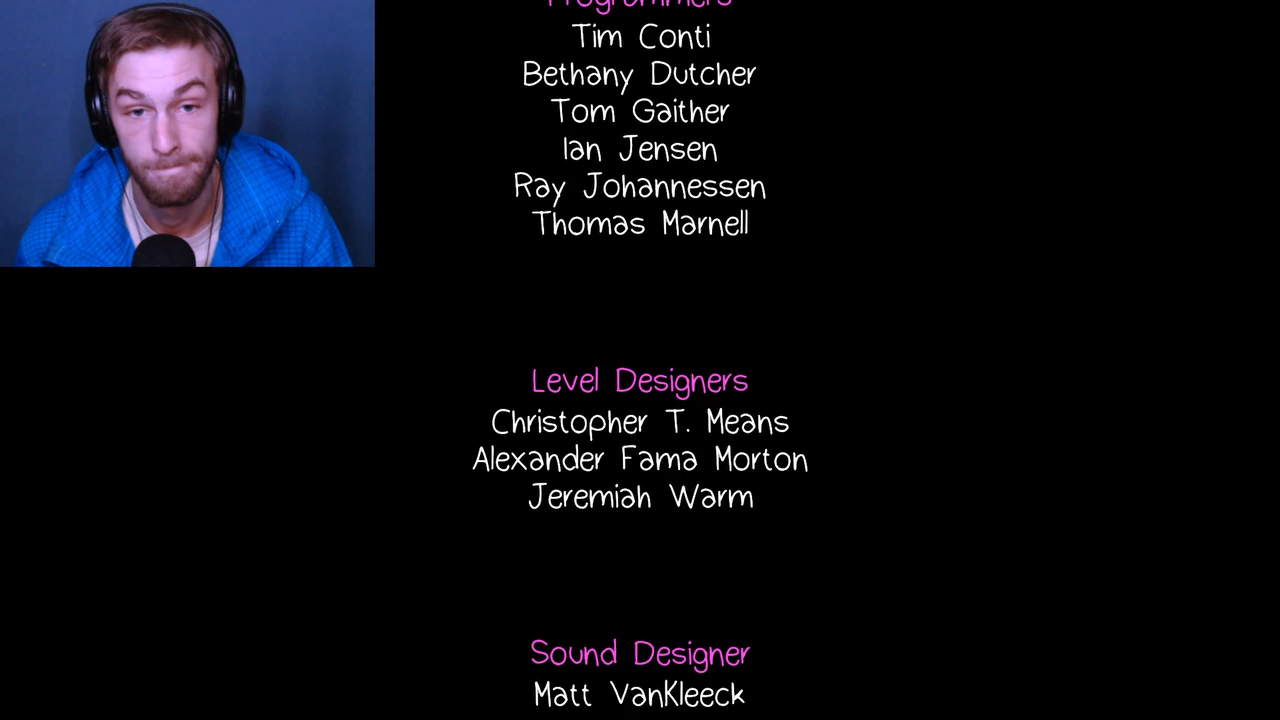 Programmers
Tim Conti
Bethany Dutcher
Tom Gaither
Ian Jensen
Ray Johannessen
Thomas Marnell
Level Designers
Christopher T. Means
Alexander Fama Morton
Jeremiah Warm
Sound Designer
Matt VanKleeck